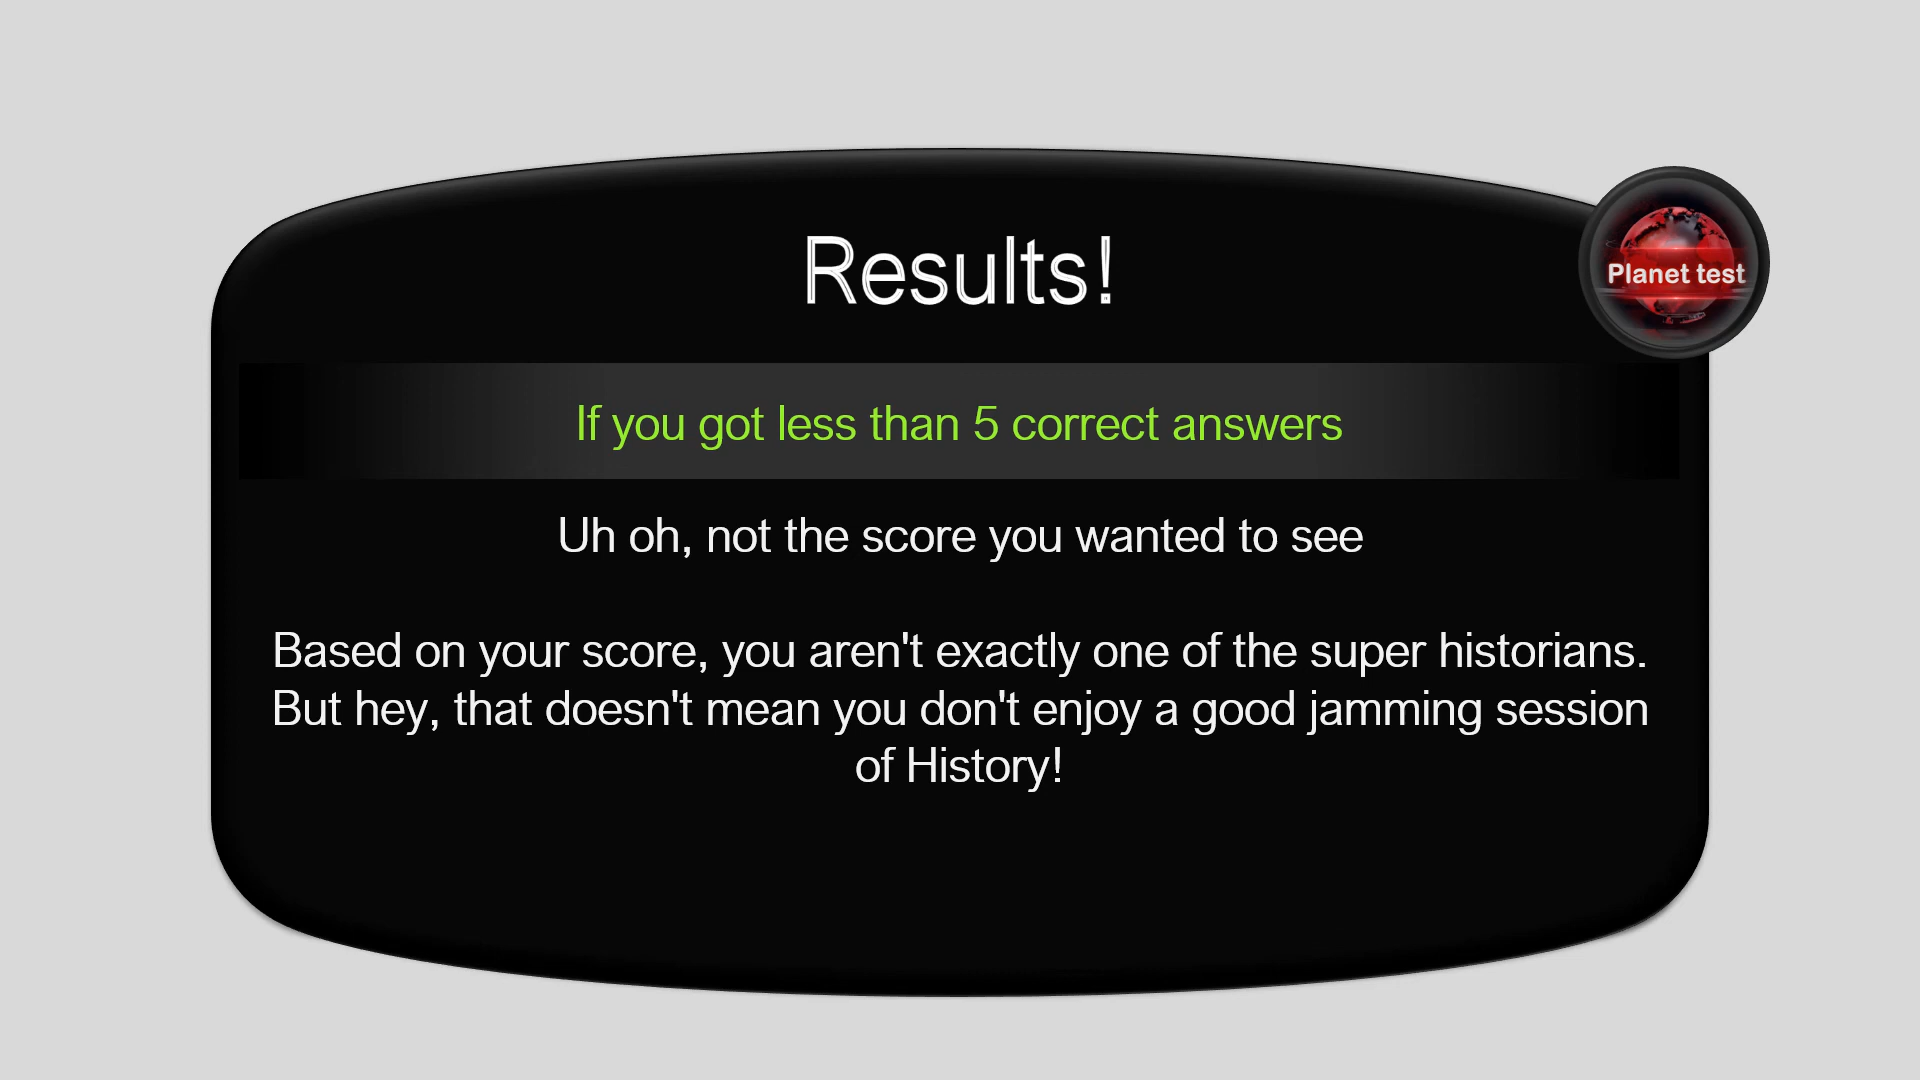 Results!
Planet test
If you got less than 5 correct answers
Uh oh, not the score you wanted to see
Based on your score, you aren't exactly one of the super historians.
But hey, that doesn't mean you don't enjoy a good jamming session
of History!